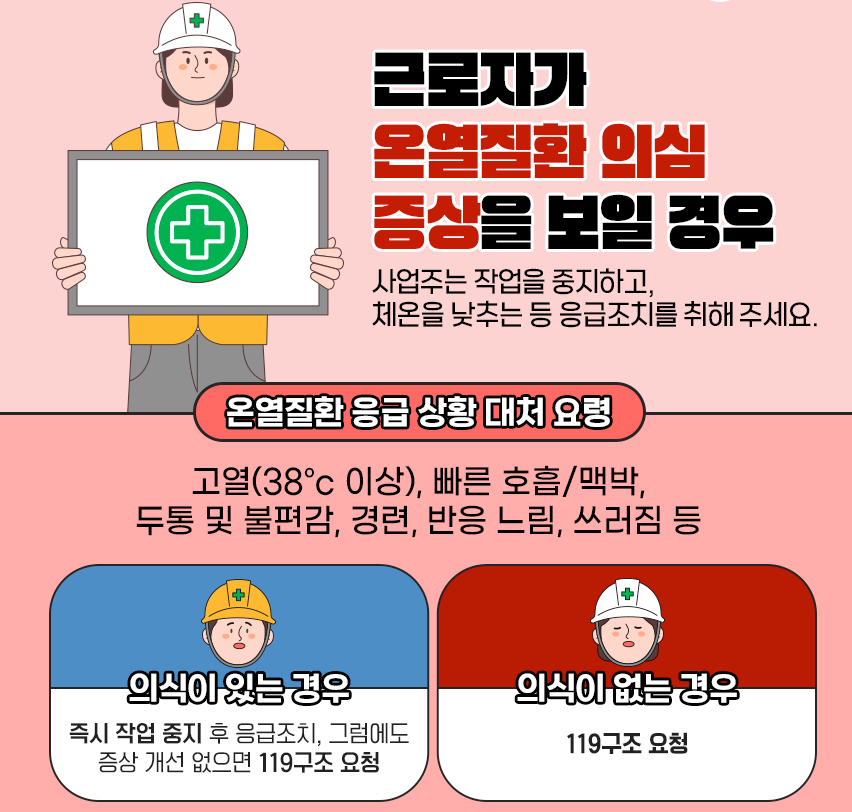 근로자가
온열질환 의심
증상을 보일 경우
사업주는 작업을 중지하고,
체온을 낮추는 등 응급조치를 취해 주세요.
온열질환 응급 상황 대처 요령
고열(38°c 이상), 빠른 호흡/맥박,
두통 및 불편감, 경련, 반응 느림, 쓰러짐 등
의식이 있는 경우
즉시 작업 중지 후 응급조치, 그럼에도
증상 개선 없으면 119구조 요청
의식이 없는 경우
119구조 요청